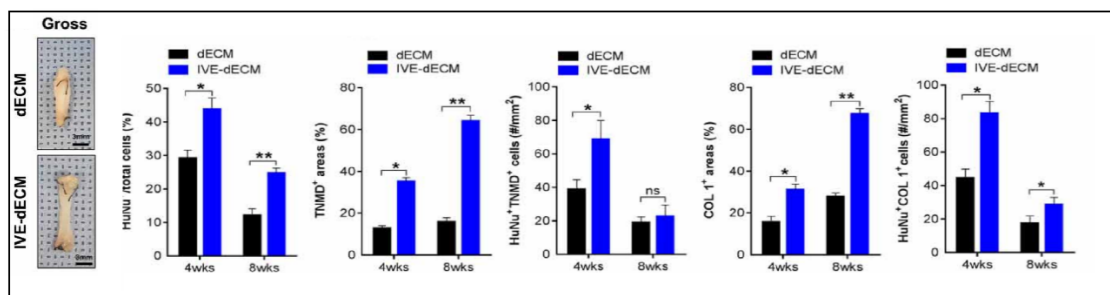 Gross
dECM
3mm
IVE-dECM
3mm
dECM
IVE-dECM
HuNu /total cells (%)
50
40
30
20
10
0
*
**
4wks
8wks
dECM
IVE-dECM
TNMD⁺ areas (%)
80
60
40
20
0
*
**
4wks
8wks
dECM
IVE-dECM
HuNu⁺TNMD⁺ cells (#/mm²)
100
80
60
40
20
0
*
ns
4wks
8wks
dECM
IVE-dECM
COL 1⁺ areas (%)
80
60
40
20
0
*
**
4wks
8wks
dECM
IVE-dECM
HuNu⁺COL 1⁺cells (#/mm²)
100
80
60
40
20
0
*
*
4wks
8wks